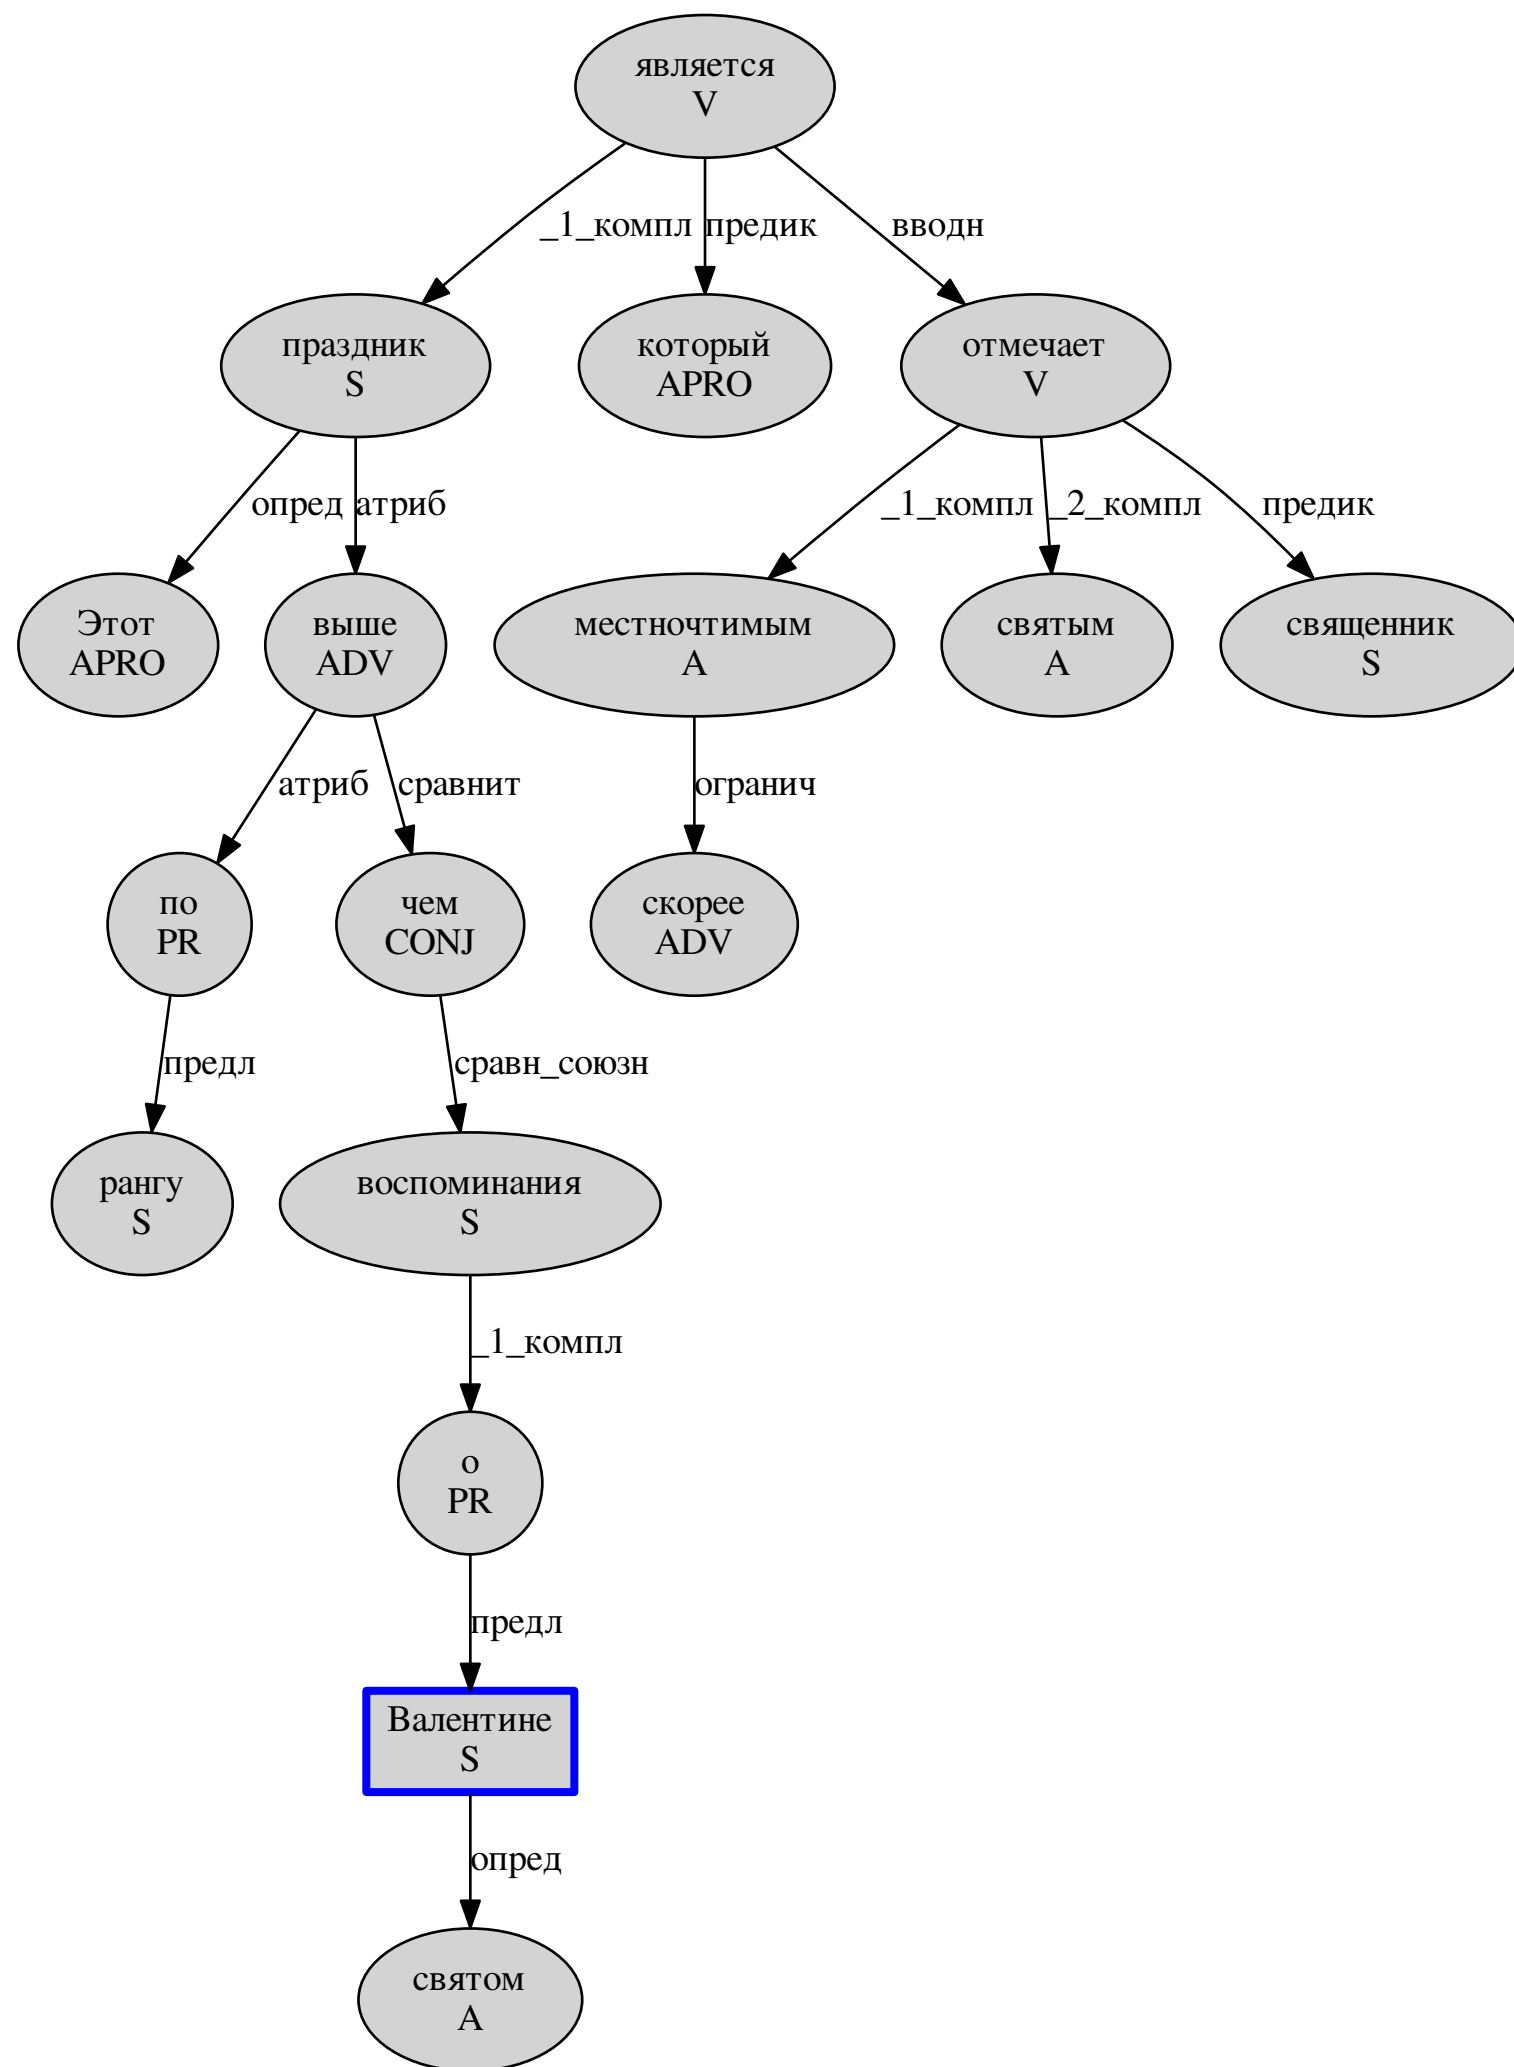 является
V
_1_компл
предик
вводн
праздник
S
который
APRO
отмечает
V
опред
атриб
_1_компл
_2_компл
предик
Этот
APRO
выше
ADV
местночтимым
A
святым
A
священник
S
атриб
сравнит
огранич
по
PR
чем
CONJ
скорее
ADV
предл
сравн_союзн
рангу
S
воспоминания
S
_1_компл
о
PR
предл
Валентине
S
опред
святом
A